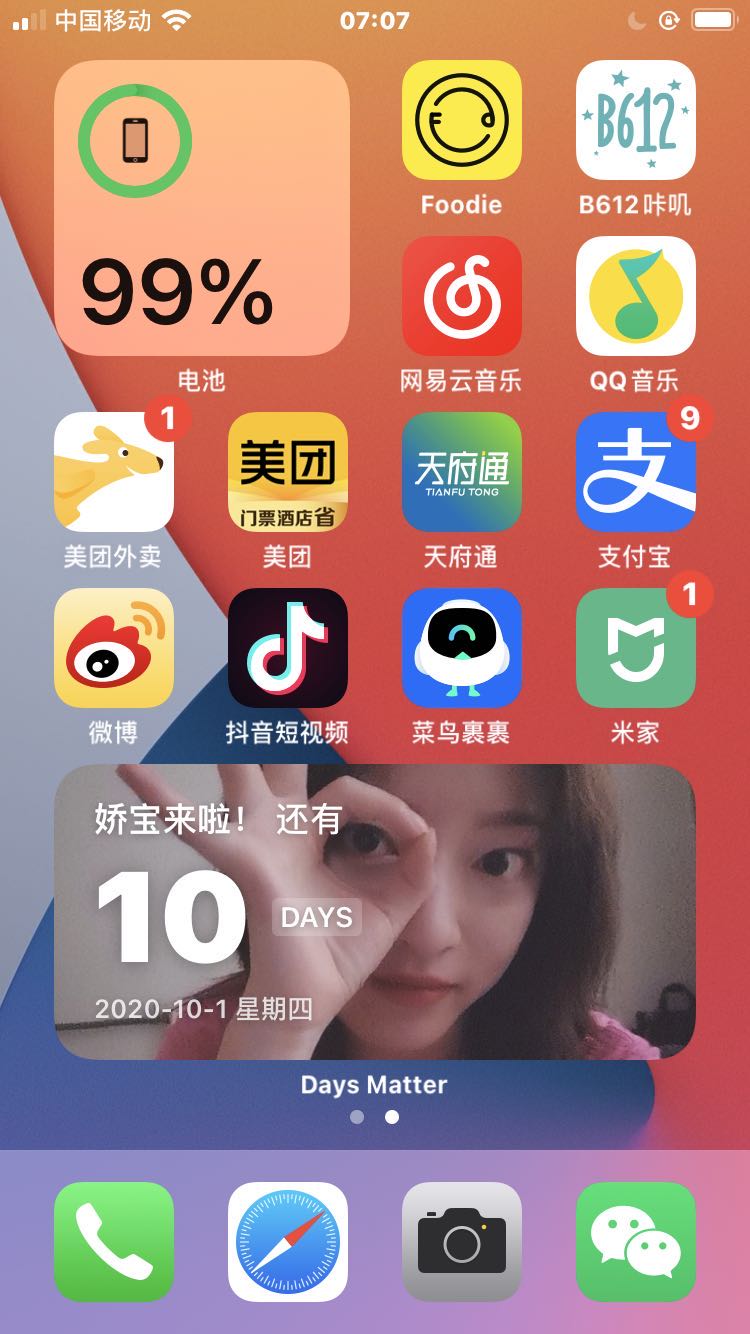 中国移动
07:07
99%
电池
Foodie
B612
B612咔叽
网易云音乐
QQ音乐
1
美团外卖
美团
门票酒店省
美团
天府通
TIANFU TONG
天府通
支
9
支付宝
微博
抖音短视频
菜鸟裹裹
1
米家
娇宝来啦! 还有
10 DAYS
2020-10-1 星期四
Days Matter